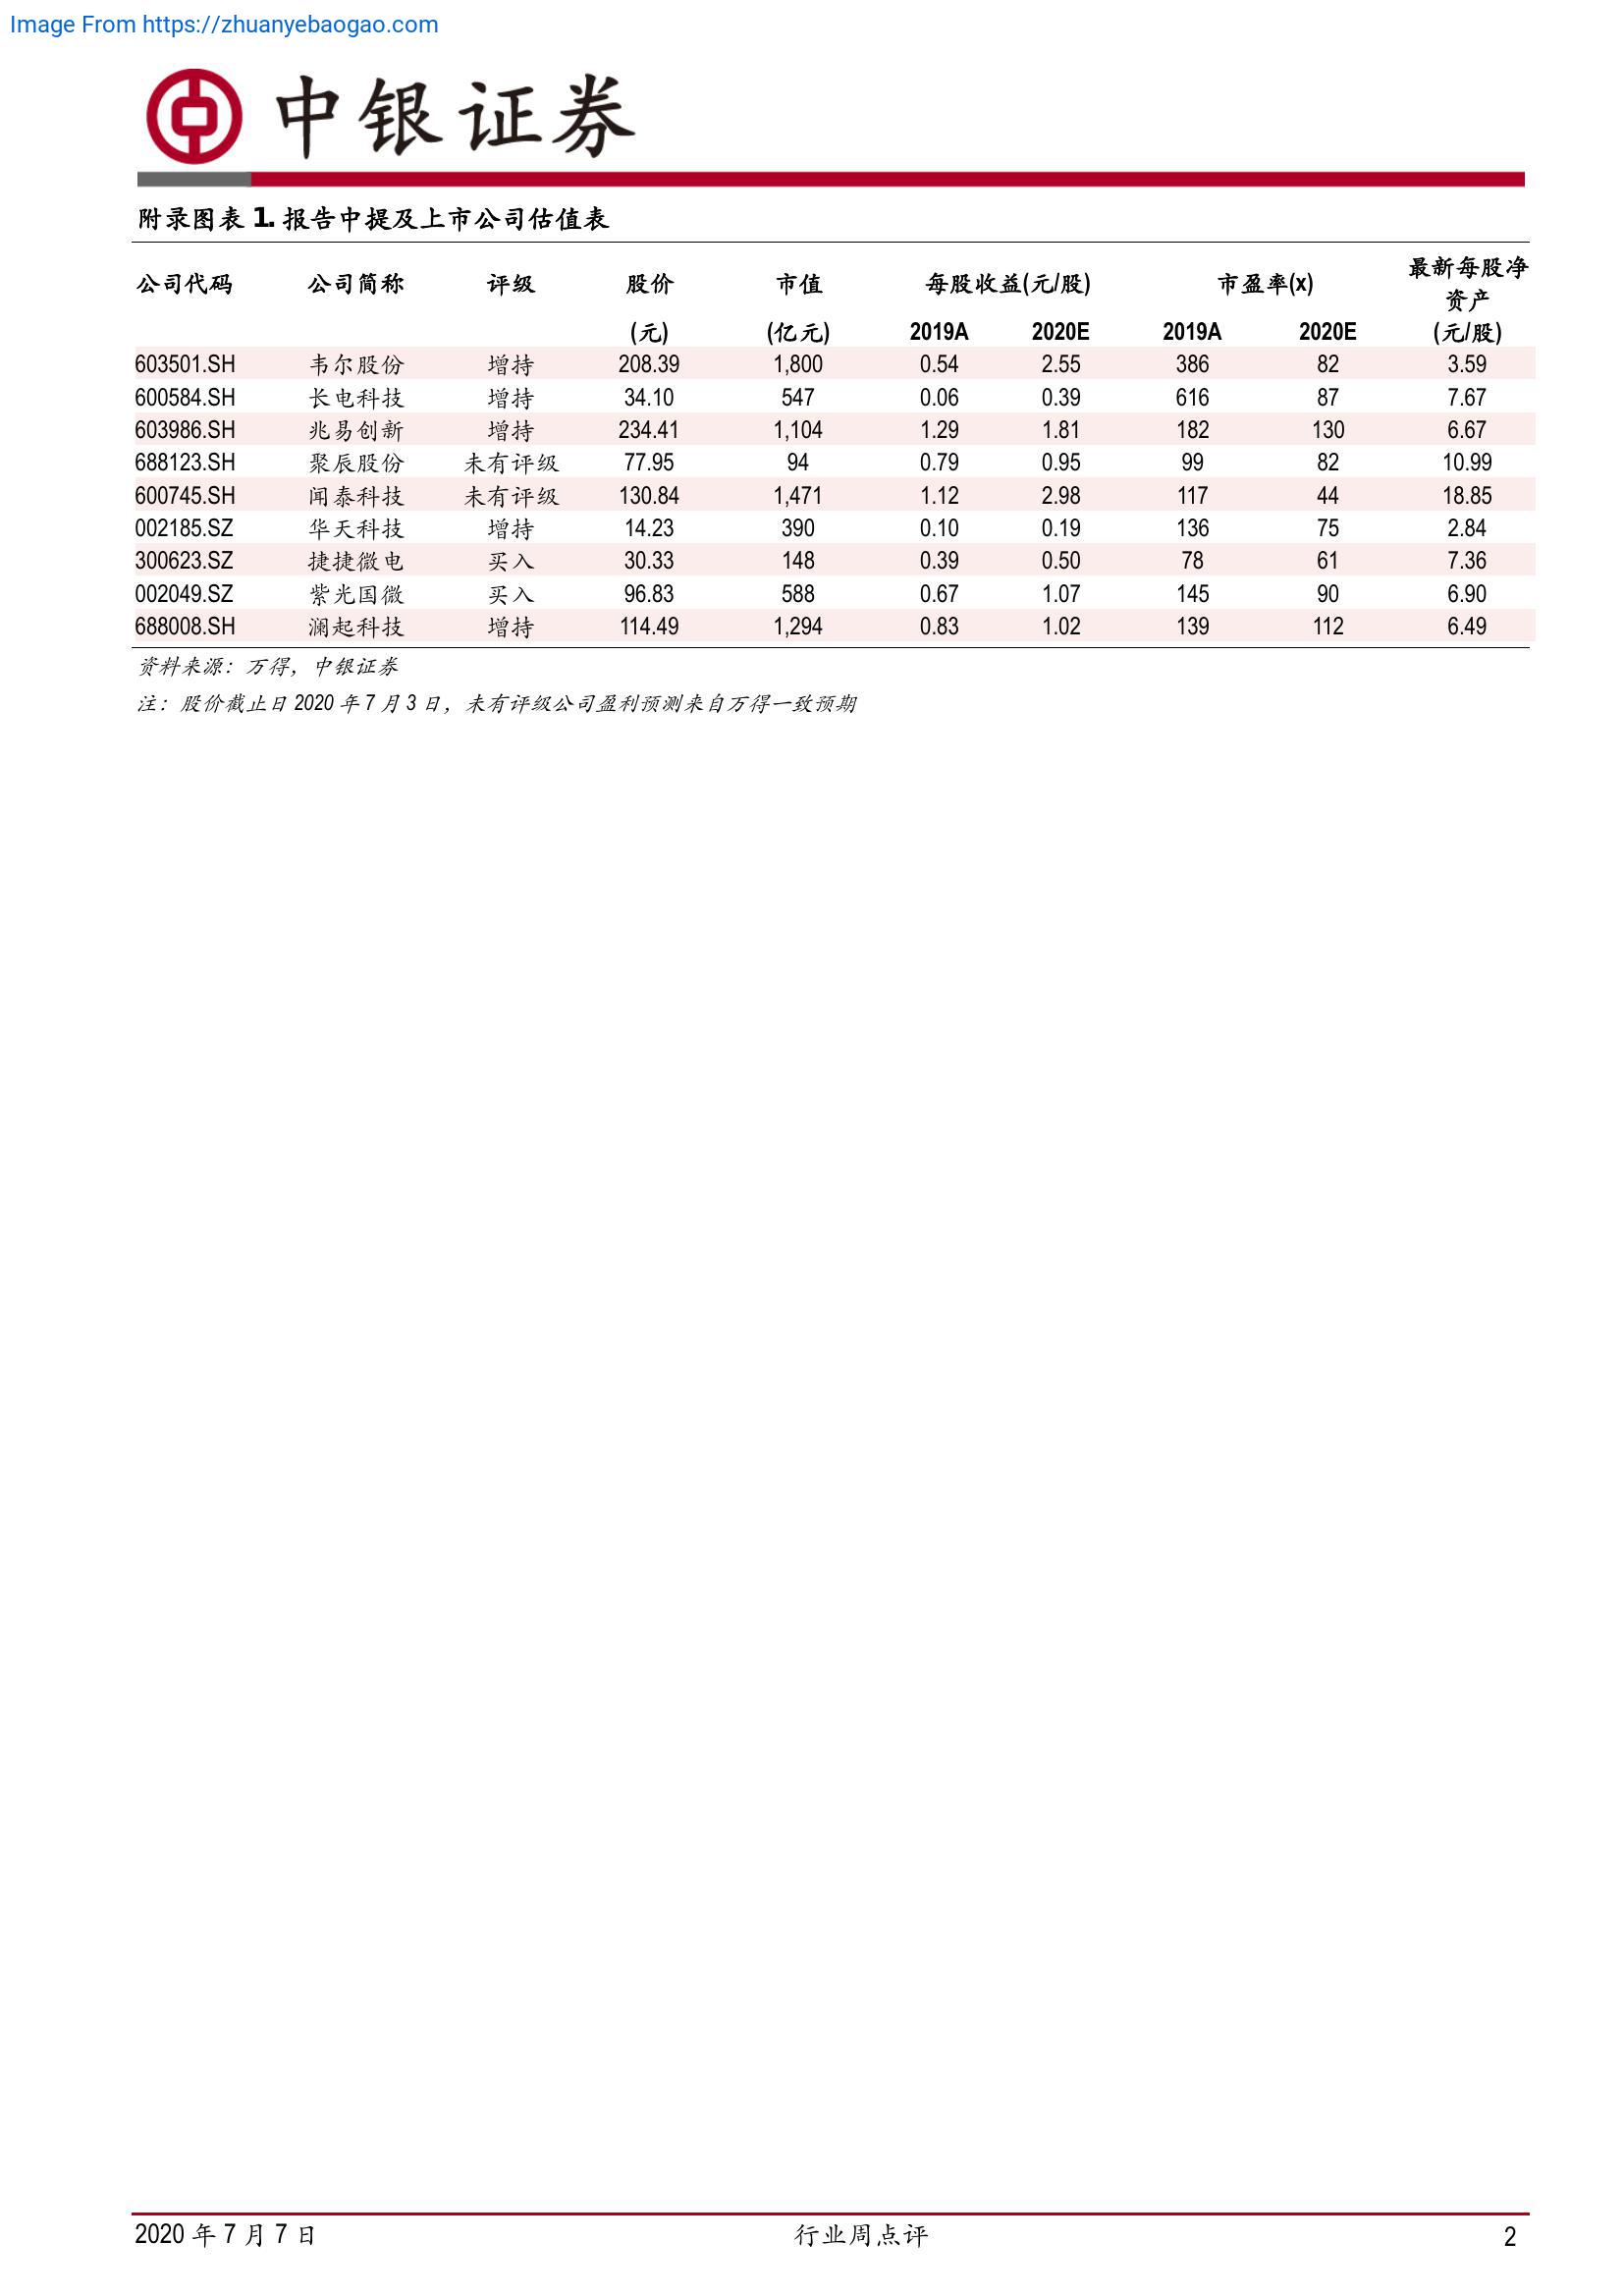 Image From https://zhuanyebaogao.com
中银证券
附录图表 1. 报告中提及上市公司估值表
公司代码 公司简称 评级 股价 市值 每股收益(元/股) 市盈率(x) 最新每股净资产
(元) (亿元) 2019A 2020E 2019A 2020E (元/股)
603501.SH 韦尔股份 增持 208.39 1,800 0.54 2.55 386 82 3.59
600584.SH 长电科技 增持 34.10 547 0.06 0.39 616 87 7.67
603986.SH 兆易创新 增持 234.41 1,104 1.29 1.81 182 130 6.67
688123.SH 聚辰股份 未有评级 77.95 94 0.79 0.95 99 82 10.99
600745.SH 闻泰科技 未有评级 130.84 1,471 1.12 2.98 117 44 18.85
002185.SZ 华天科技 增持 14.23 390 0.10 0.19 136 75 2.84
300623.SZ 捷捷微电 买入 30.33 148 0.39 0.50 78 61 7.36
002049.SZ 紫光国微 买入 96.83 588 0.67 1.07 145 90 6.90
688008.SH 澜起科技 增持 114.49 1,294 0.83 1.02 139 112 6.49
资料来源：万得，中银证券
注：股价截止日 2020 年 7 月 3 日，未有评级公司盈利预测来自万得一致预期
2020 年 7 月 7 日 行业周点评 2